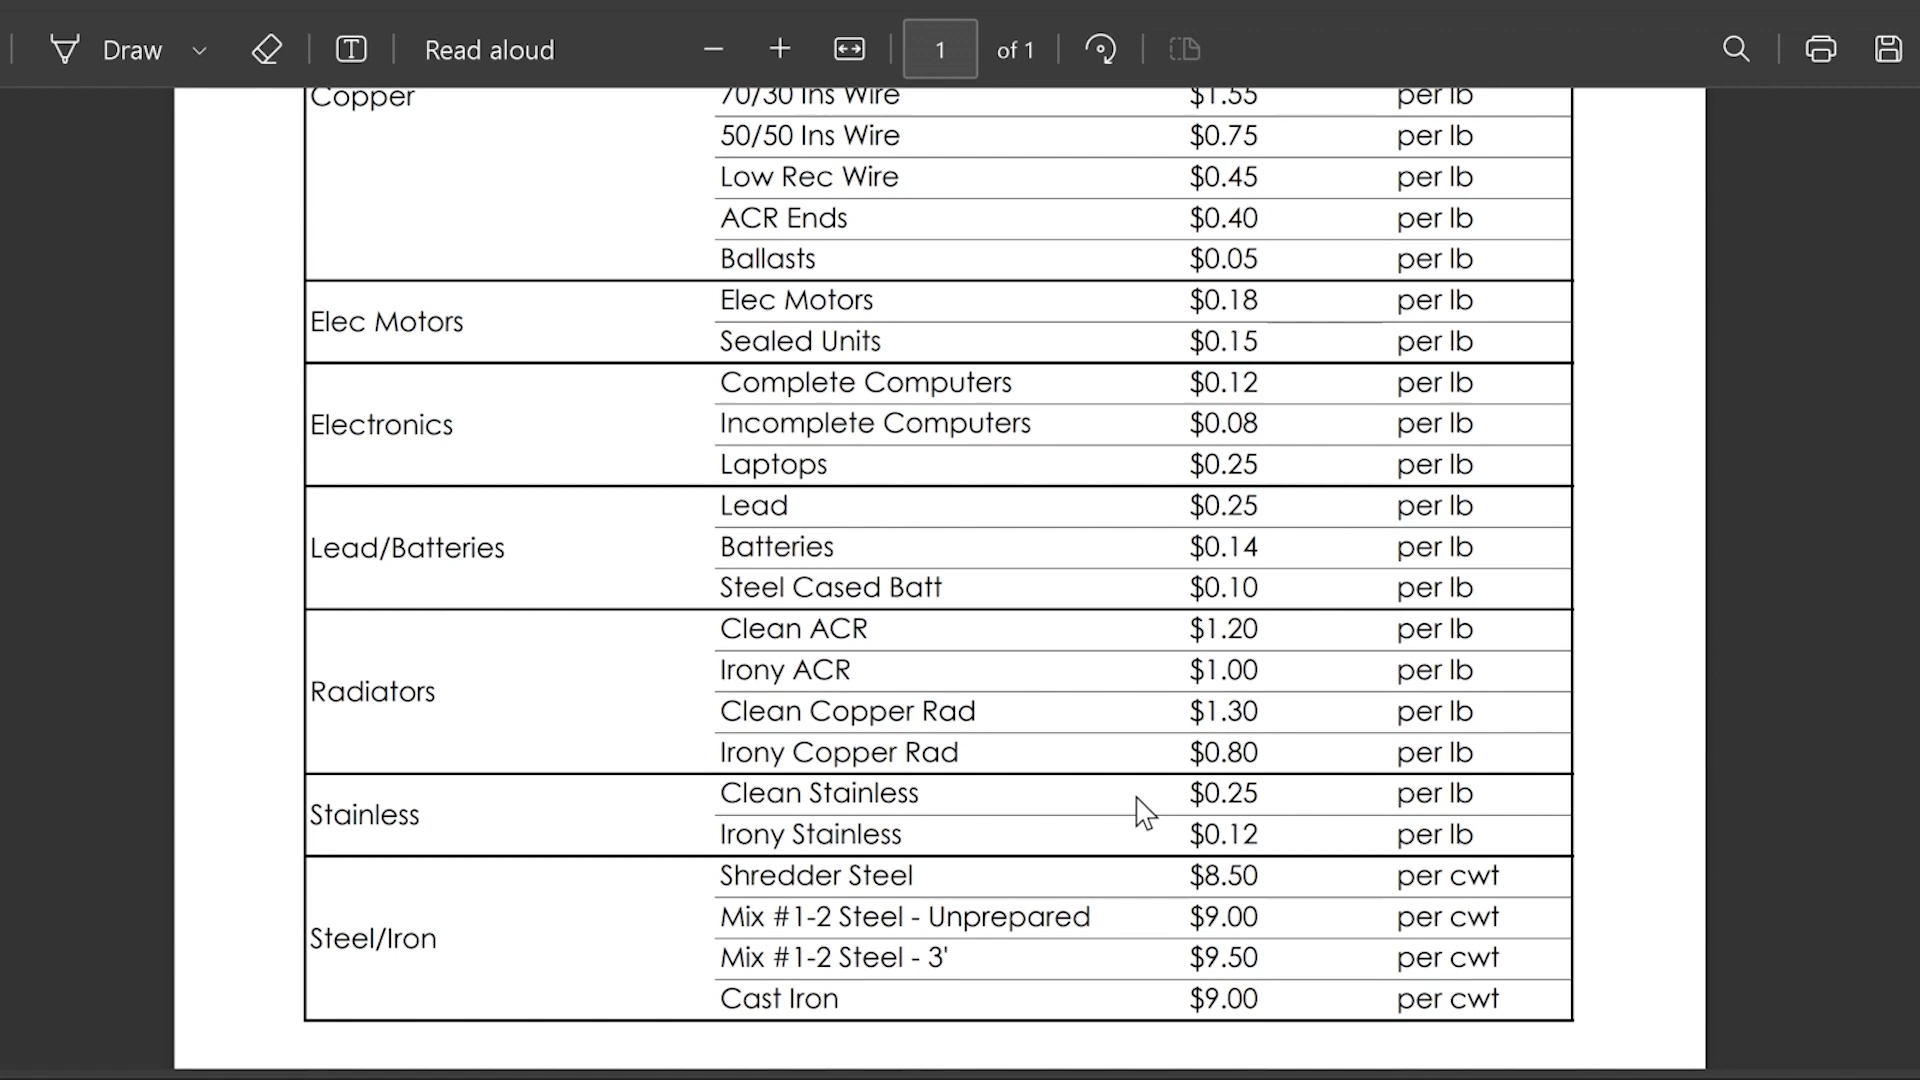 Draw Read aloud 1 of 1
Copper 70/30 Ins Wire $1.55 per lb
50/50 Ins Wire $0.75 per lb
Low Rec Wire $0.45 per lb
ACR Ends $0.40 per lb
Ballasts $0.05 per lb
Elec Motors Elec Motors $0.18 per lb
Sealed Units $0.15 per lb
Electronics Complete Computers $0.12 per lb
Incomplete Computers $0.08 per lb
Laptops $0.25 per lb
Lead/Batteries Lead $0.25 per lb
Batteries $0.14 per lb
Steel Cased Batt $0.10 per lb
Radiators Clean ACR $1.20 per lb
Irony ACR $1.00 per lb
Clean Copper Rad $1.30 per lb
Irony Copper Rad $0.80 per lb
Stainless Clean Stainless $0.25 per lb
Irony Stainless $0.12 per lb
Steel/Iron Shredder Steel $8.50 per cwt
Mix #1-2 Steel - Unprepared $9.00 per cwt
Mix #1-2 Steel - 3' $9.50 per cwt
Cast Iron $9.00 per cwt